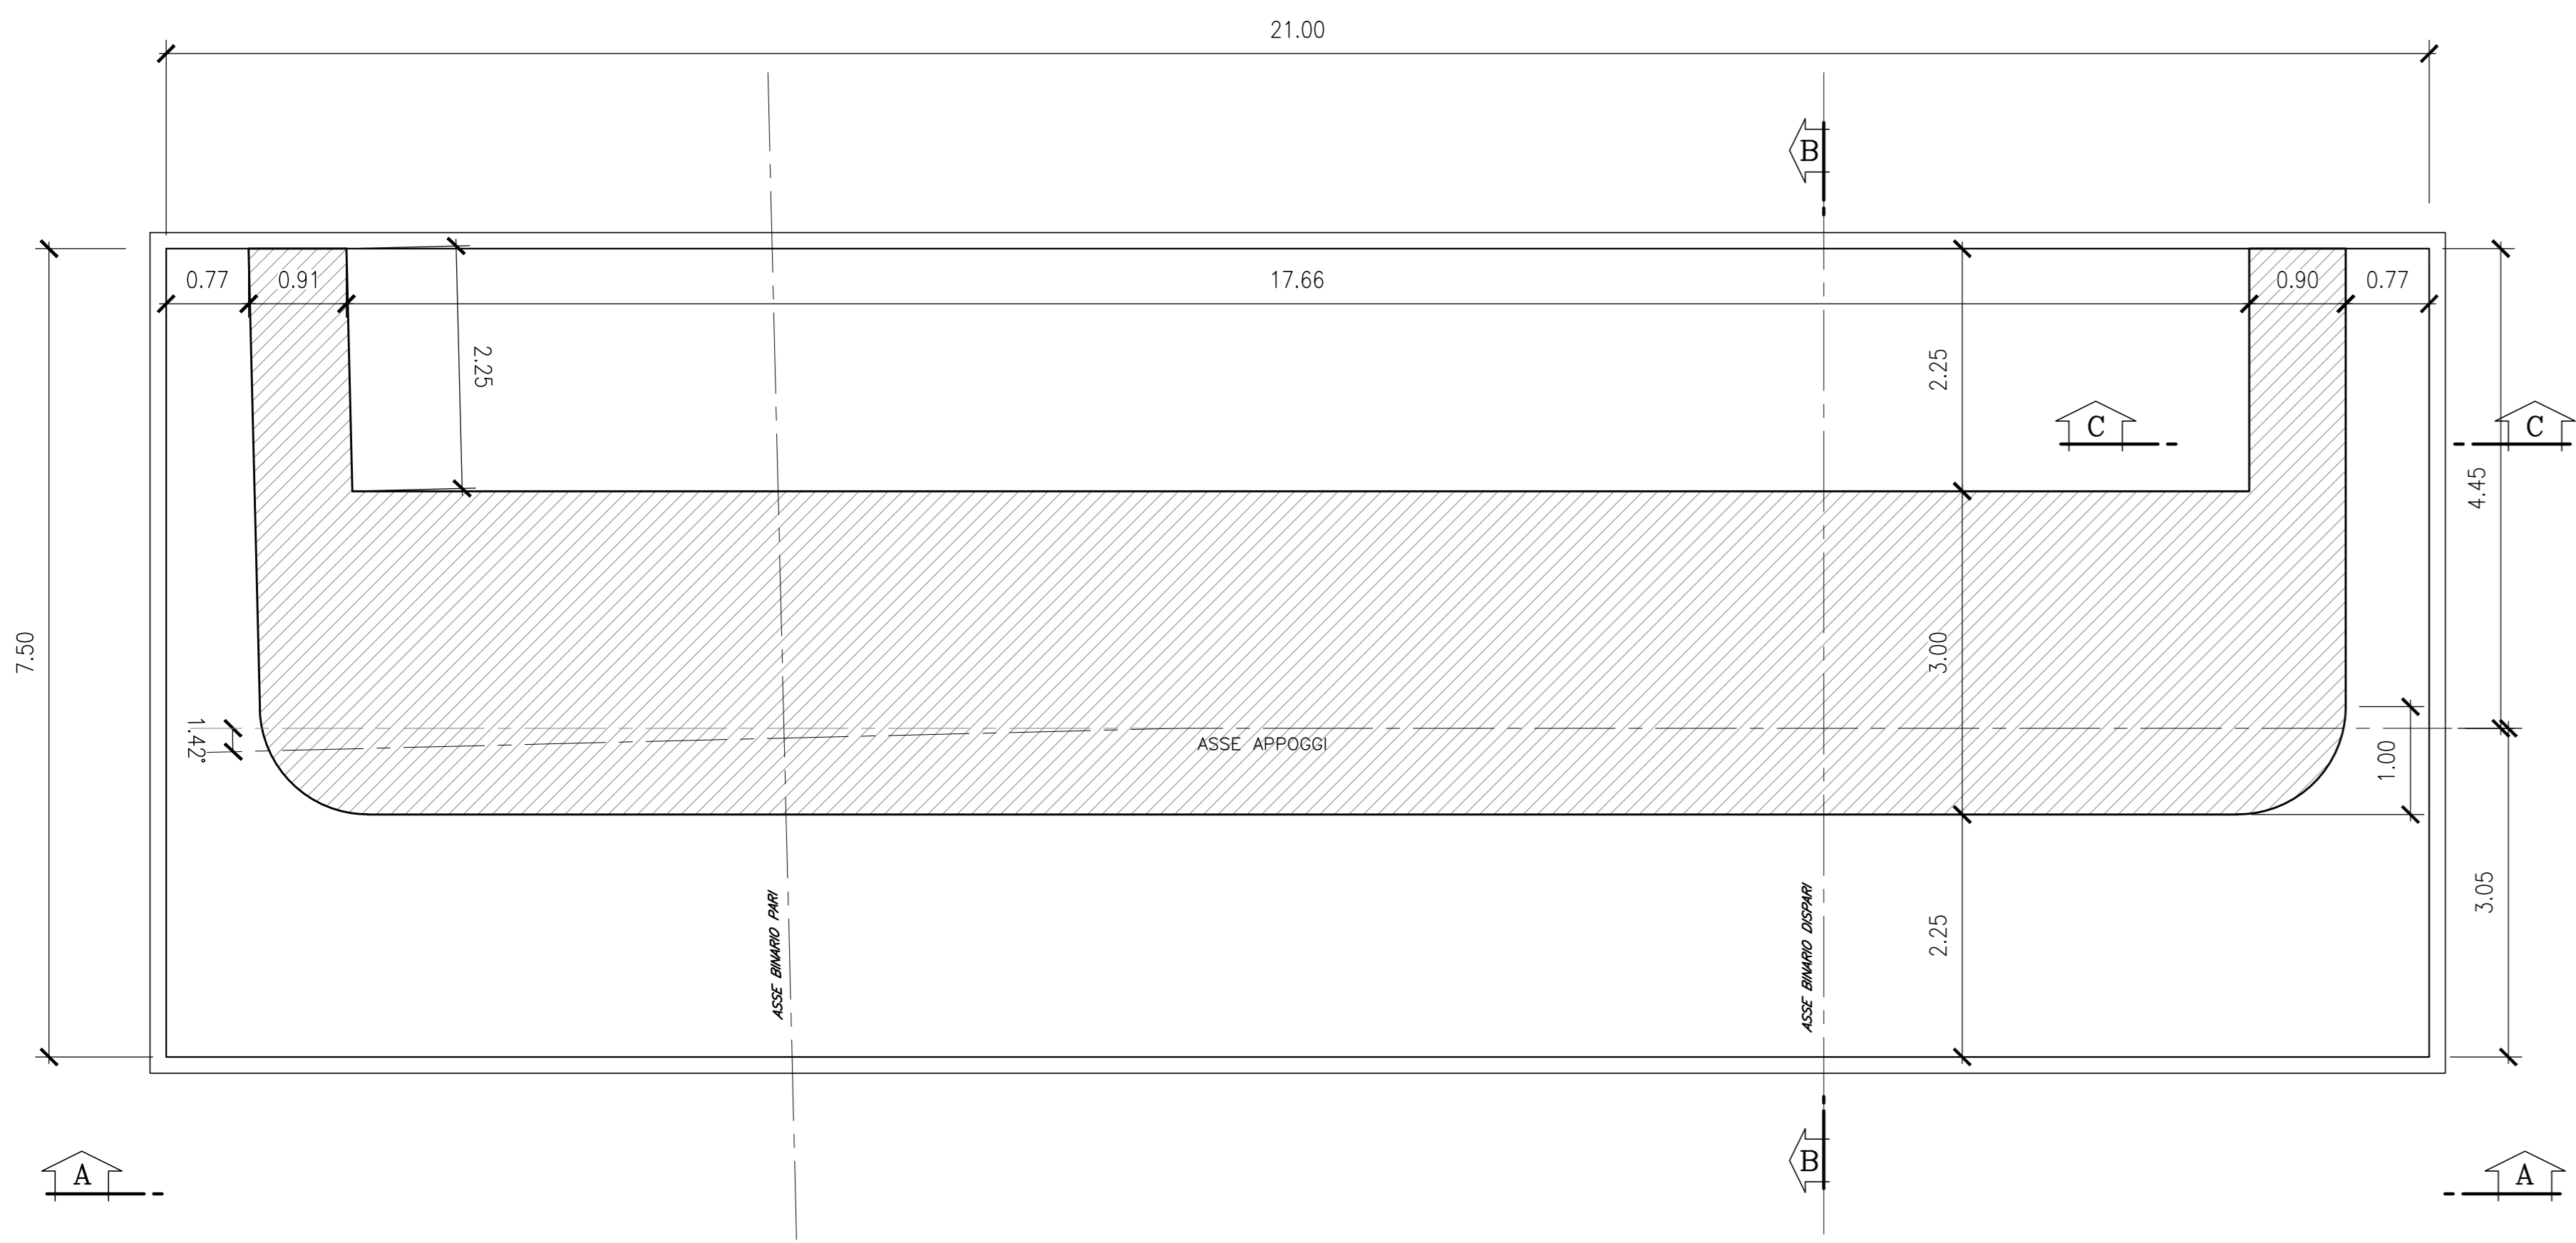 21.00
B
0.77
0.91
17.66
0.90
0.77
2.25
2.25
C
C
4.45
7.50
3.00
1.42°
ASSE APPOGGI
1.00
ASSE BINARIO PARI
ASSE BINARIO DISPARI
2.25
3.05
A
B
A